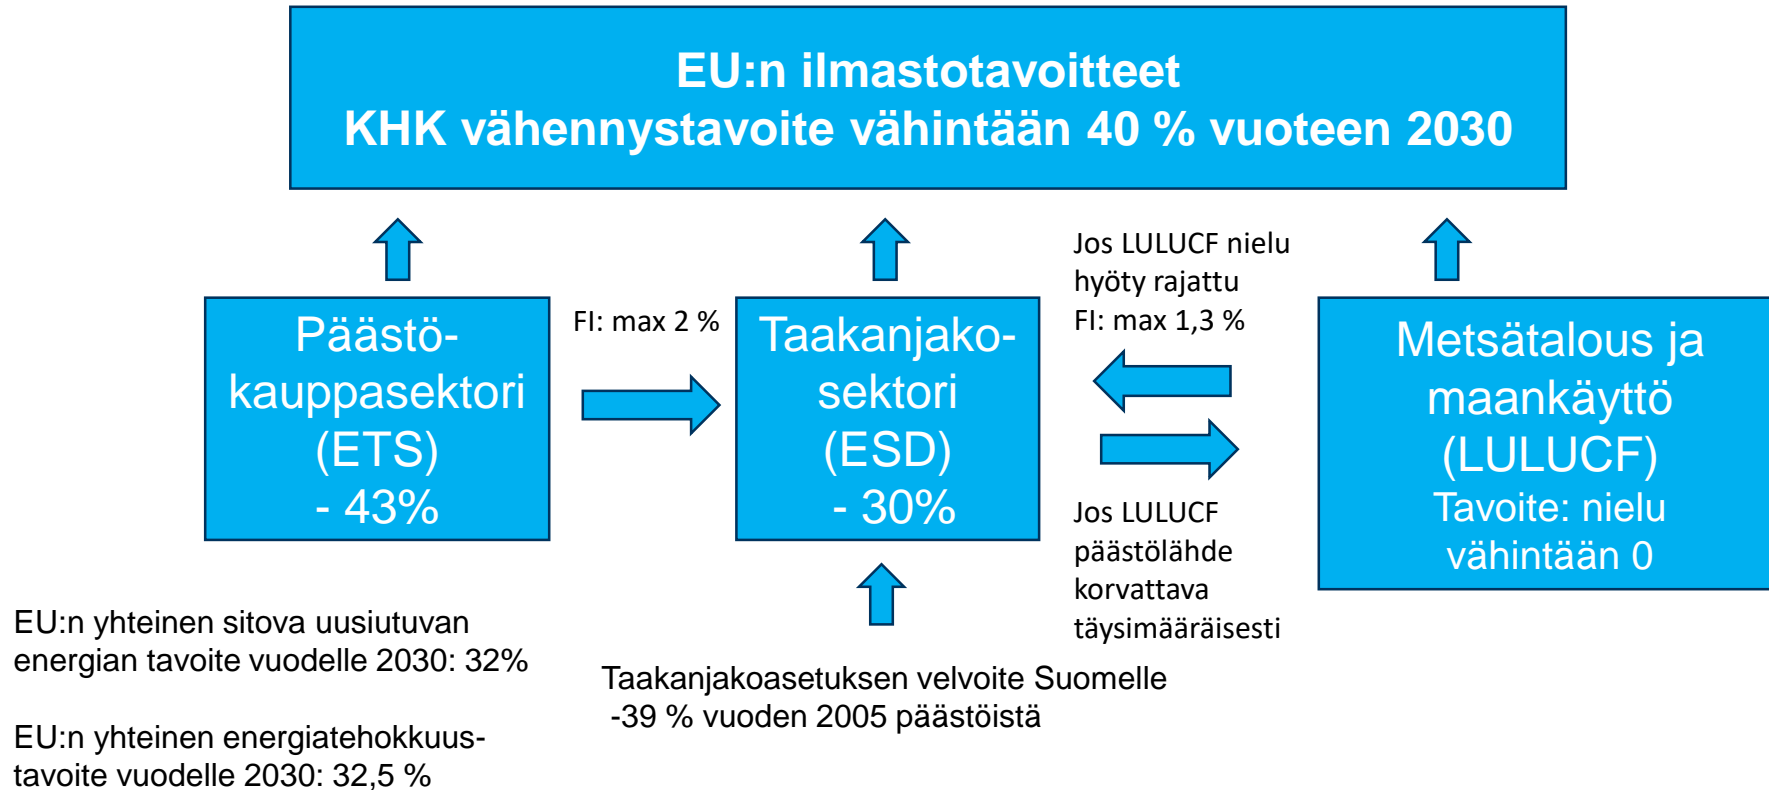 EU:n ilmastotavoitteet
KHK vähennystavoite vähintään 40 % vuoteen 2030
Päästö-
kauppasektori
(ETS)
- 43%
FI: max 2 %
Taakanjako-
sektori
(ESD)
- 30%
Jos LULUCF nielu
hyöty rajattu
FI: max 1,3 %
Jos LULUCF
päästölähde
korvattava
täysimääräisesti
Metsätalous ja
maankäyttö
(LULUCF)
Tavoite: nielu
vähintään 0
EU:n yhteinen sitova uusiutuvan
energian tavoite vuodelle 2030: 32%
EU:n yhteinen energiatehokkuus-
tavoite vuodelle 2030: 32,5 %
Taakanjakoasetuksen velvoite Suomelle
-39 % vuoden 2005 päästöistä